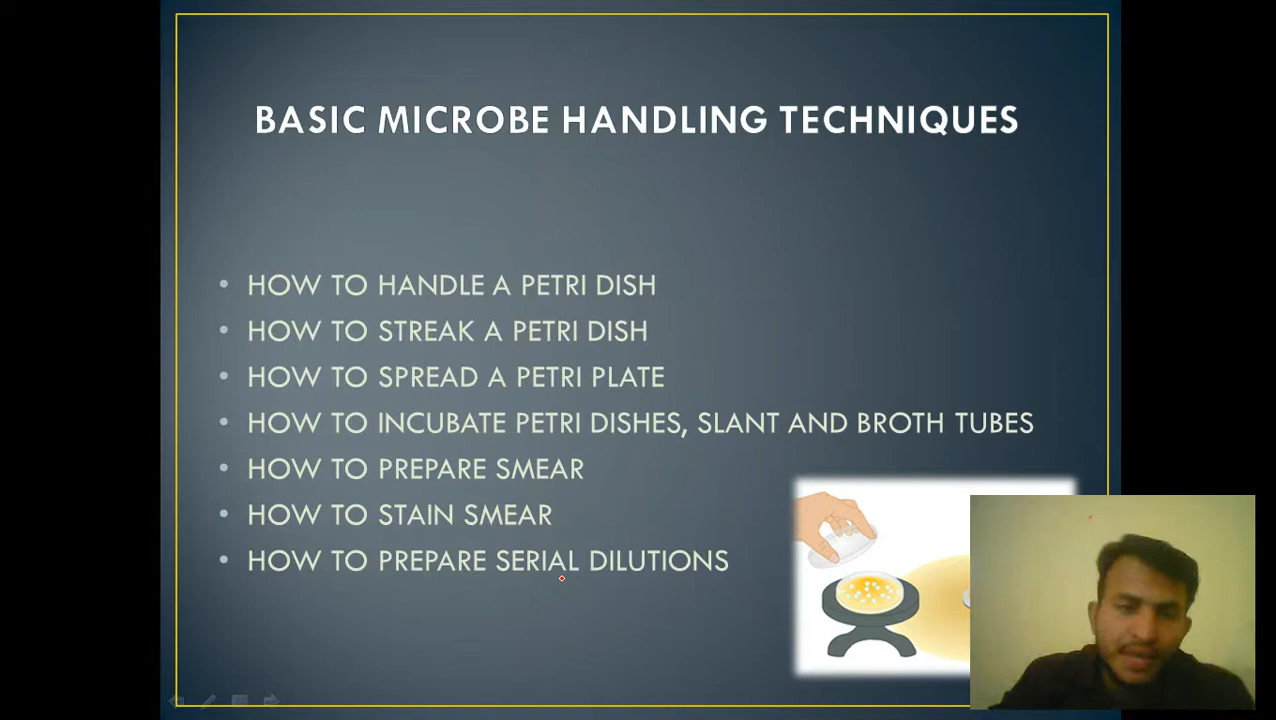 BASIC MICROBE HANDLING TECHNIQUES
• HOW TO HANDLE A PETRI DISH
• HOW TO STREAK A PETRI DISH
• HOW TO SPREAD A PETRI PLATE
• HOW TO INCUBATE PETRI DISHES, SLANT AND BROTH TUBES
• HOW TO PREPARE SMEAR
• HOW TO STAIN SMEAR
• HOW TO PREPARE SERIAL DILUTIONS